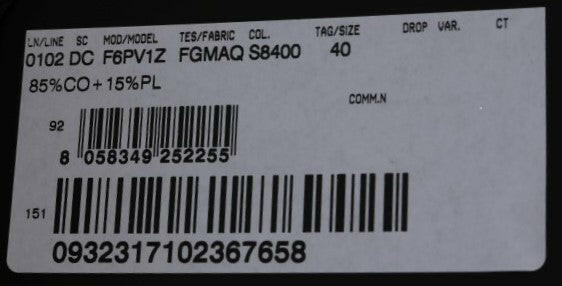 LN/LINE SC MOD/MODEL TES/FABRIC COL. TAG/SIZE DROP VAR. CT
0102 DC F6PV1Z FGMAQ S8400 40
85%CO+15%PL
COMM.N
92
8 058349 252255
151
0932317102367658